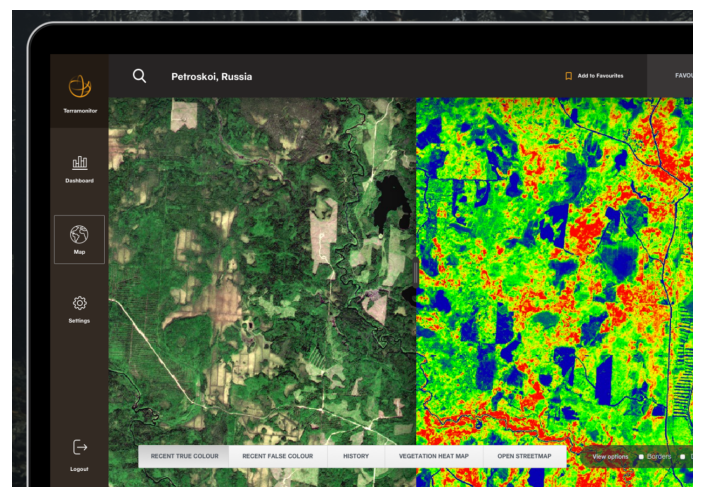 Petroskoi, Russia
Add to Favourites
Terramonitor
Dashboard
Map
Settings
Logout
RECENT TRUE COLOUR
RECENT FALSE COLOUR
HISTORY
VEGETATION HEAT MAP
OPEN STREETMAP
View options
Borders